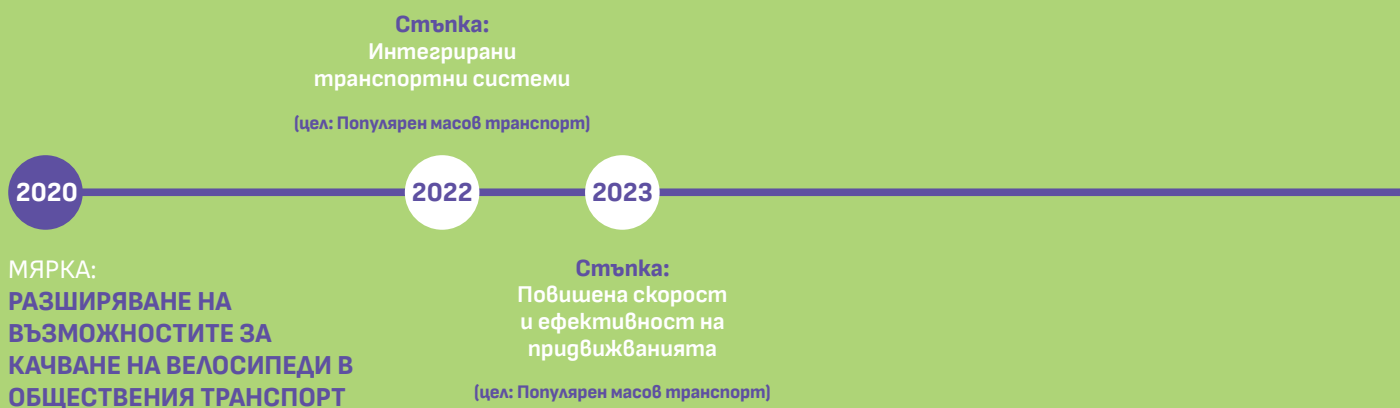 Стъпка:
Интегрирани
транспортни системи
(цел: Популярен масов транспорт)
2020
2022
2023
МЯРКА:
РАЗШИРЯВАНЕ НА
ВЪЗМОЖНОСТИТЕ ЗА
КАЧВАНЕ НА ВЕЛОСИПЕДИ В
ОБЩЕСТВЕНИЯ ТРАНСПОРТ
Стъпка:
Повишена скорост
и ефективност на
придвижванията
(цел: Популярен масов транспорт)